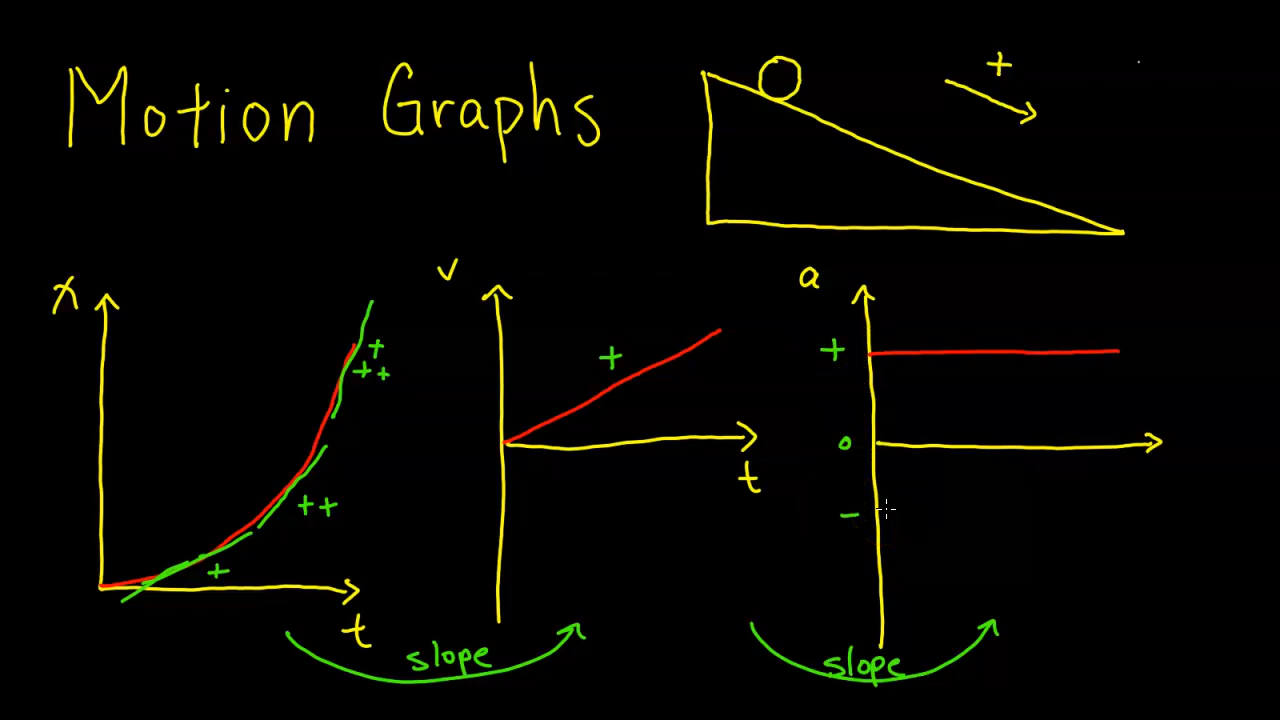 Motion Graphs
+
x
v
a
+
++
+
++
+
t
+
t
+
0
−
slope
slope